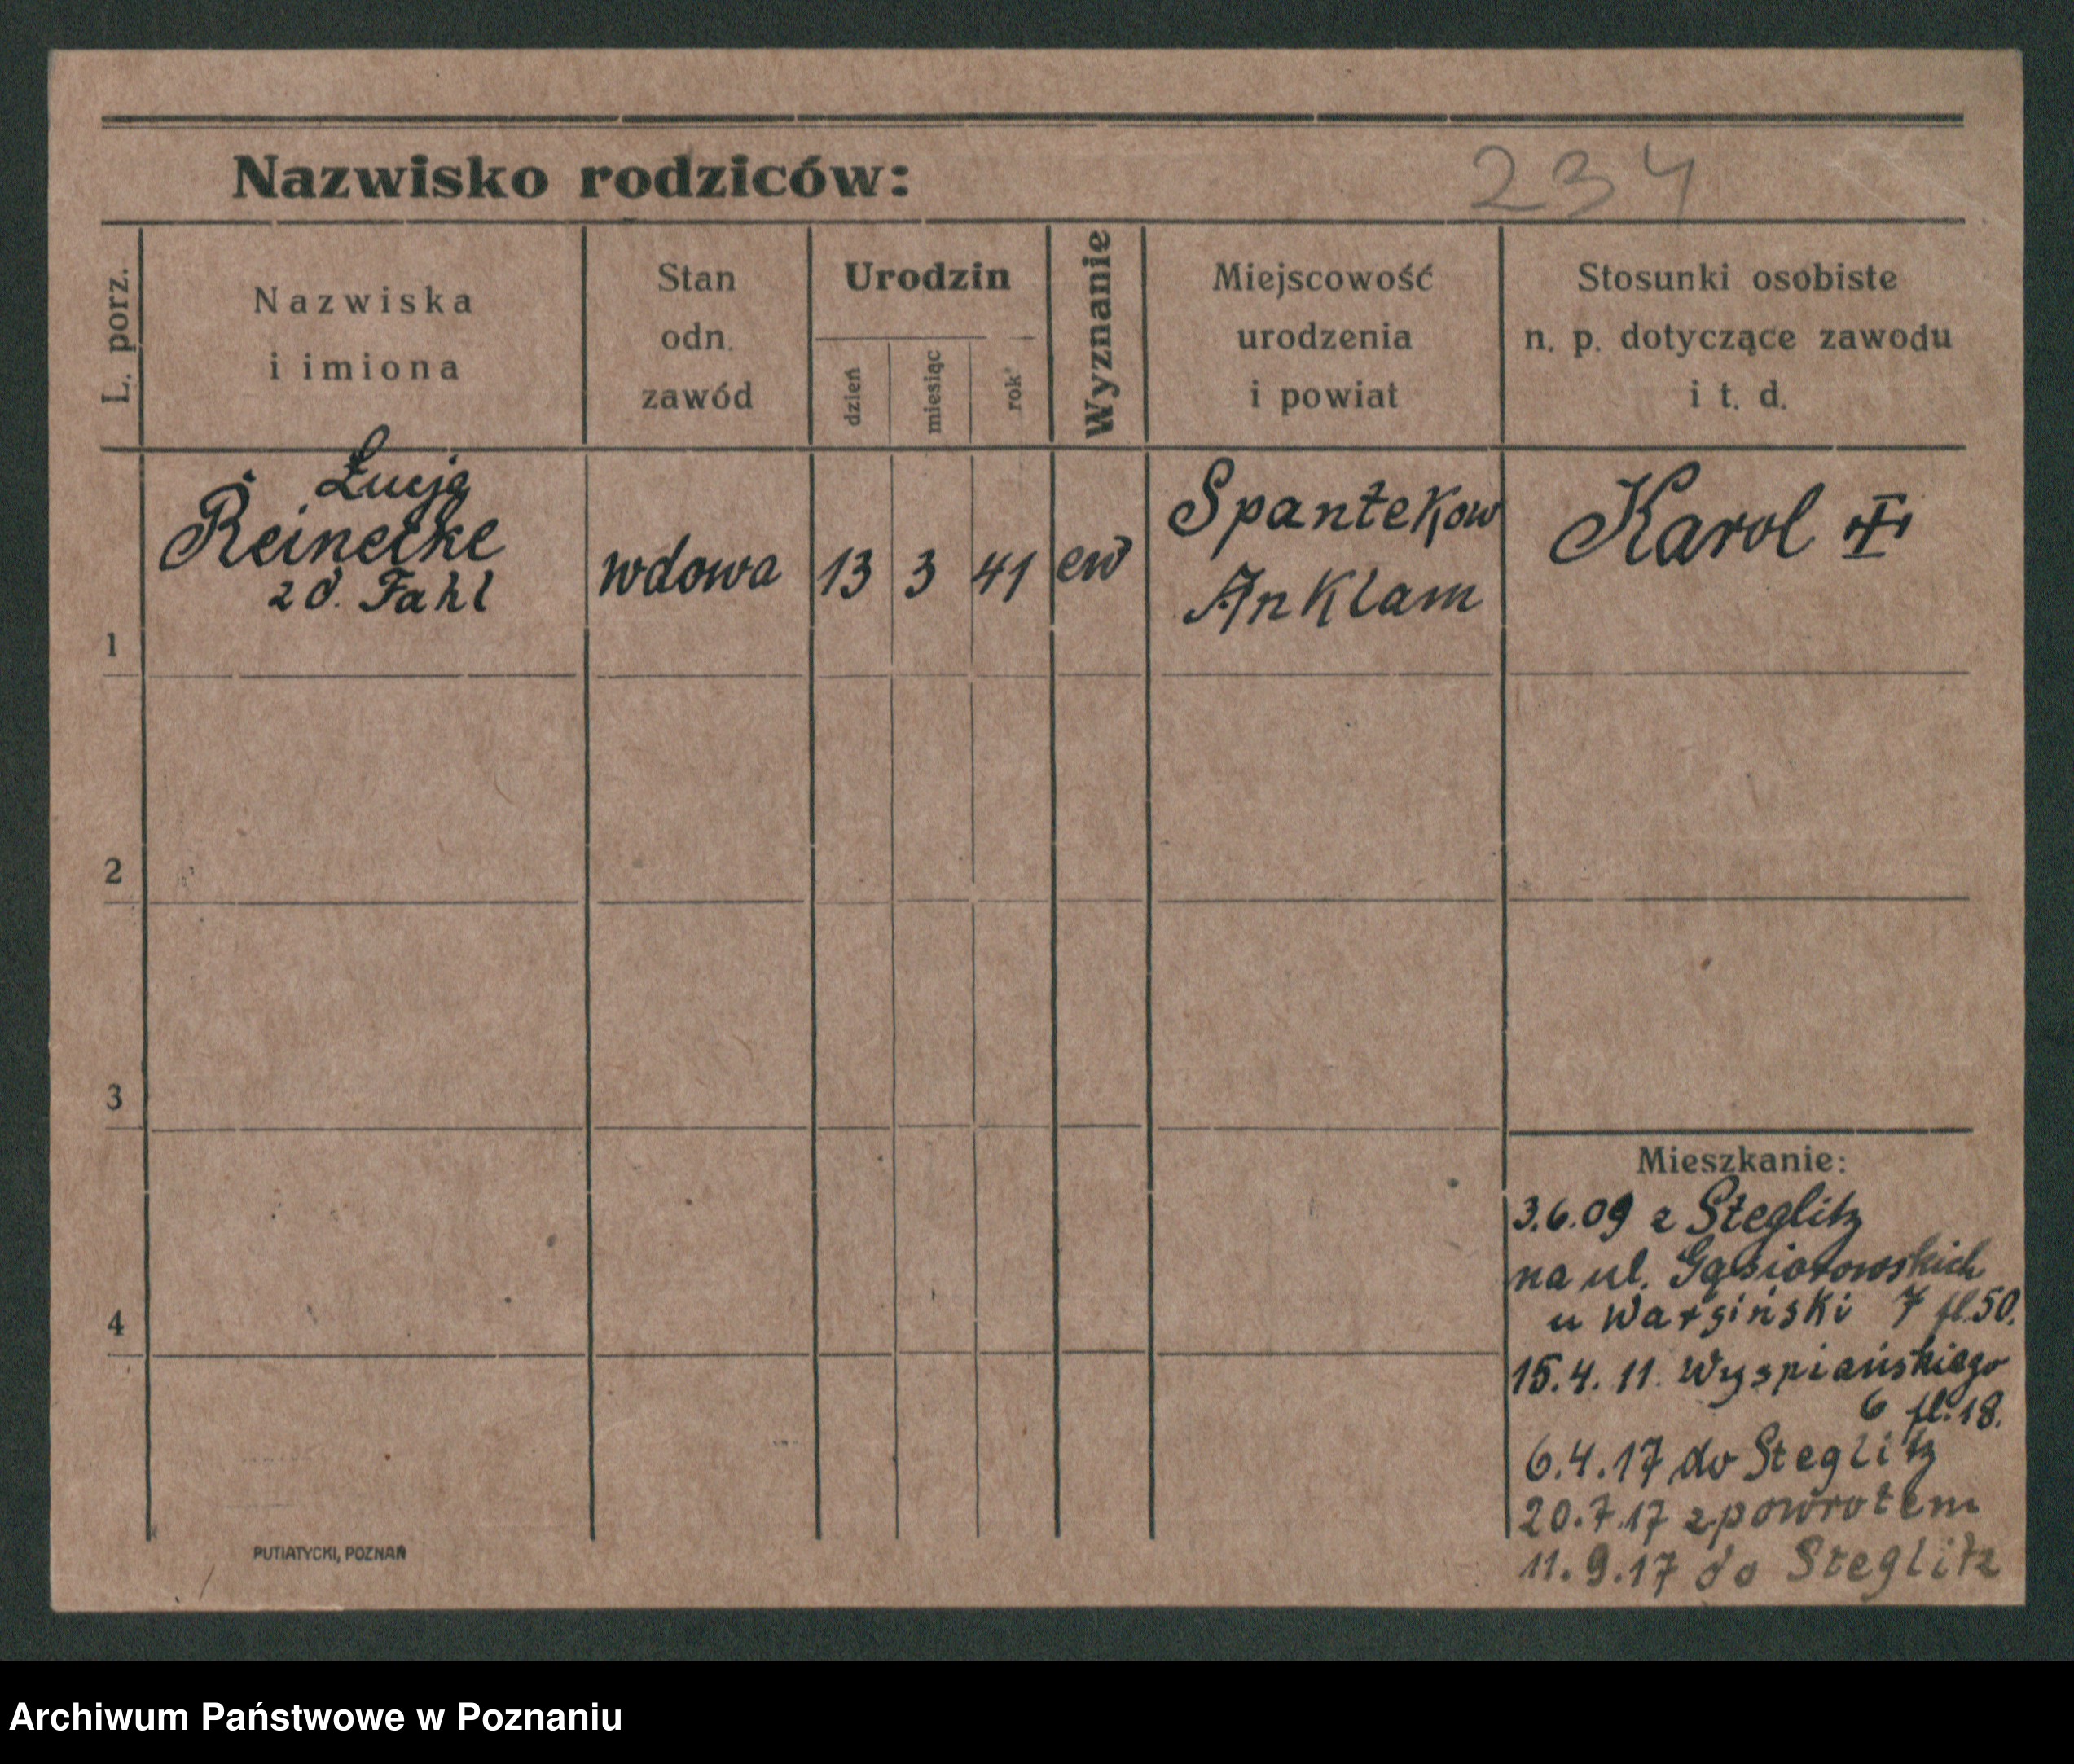 Nazwisko rodziców:
234
L. porz.
Nazwiska
i imiona
Stan
odn.
zawód
Urodzin
dzień
miesiąc
rok
Wyznanie
Miejscowość
urodzenia
i powiat
Stosunki osobiste
n. p. dotyczące zawodu
i t. d.
1
Łucja
Reinecke
zd. Fahl
wdowa
13
3
41
ew
Spantekow
Anklam
Karol
2
3
4
Mieszkanie:
3.6.09 z Steglitz
na ul. Gąsiorowskich
u 7 fl.50.
15.4.11. Wyspiańskiego
6 fl.18.
6.4.17 do Steglitz
20.7.17 zpowrotem
11.9.17 do Steglitz
PUTIATYCKI, POZNAŃ
Archiwum Państwowe w Poznaniu